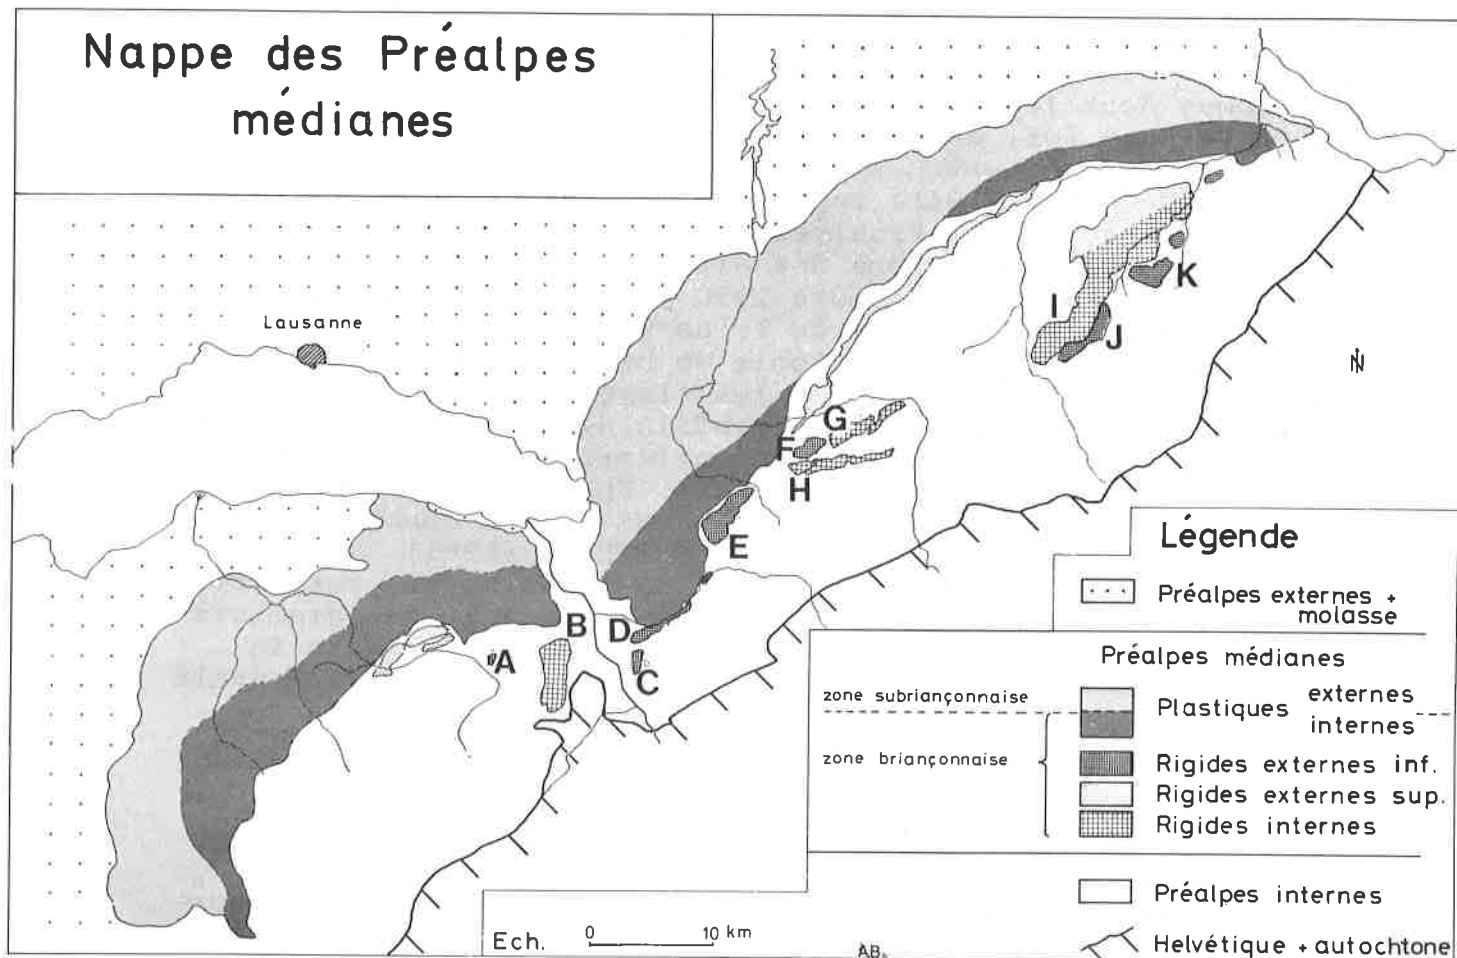 Nappe des Préalpes
médianes
Lausanne
A
B
C
D
E
F
G
H
I
J
K
N
Légende
Préalpes externes +
molasse
Préalpes médianes
zone subriançonnaise
Plastiques externes
internes
zone briançonnaise
Rigides externes inf.
Rigides externes sup.
Rigides internes
Préalpes internes
Helvétique + autochtone
Ech. 0 10 km
AB